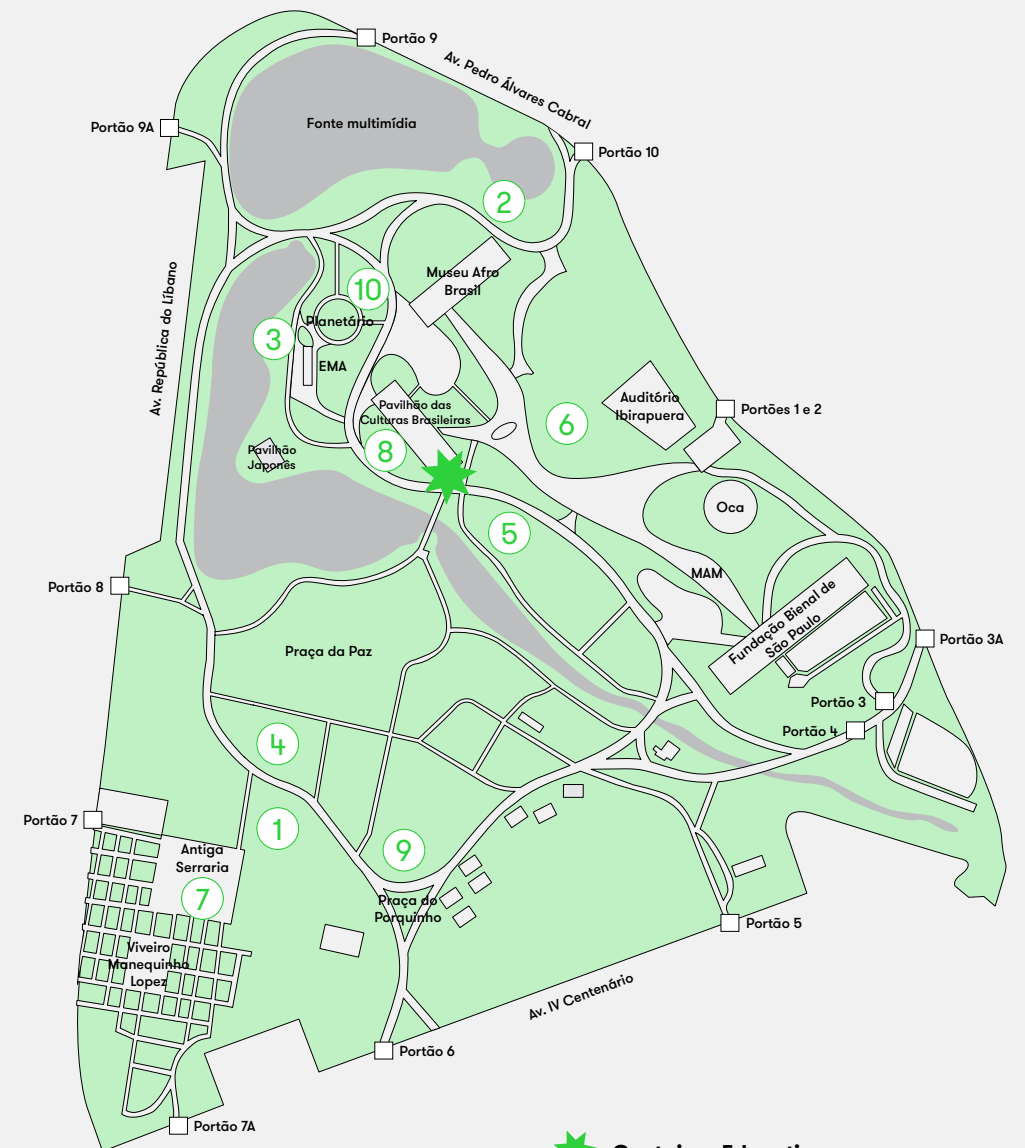 Portão 9
Av. Pedro Álvares Cabral
Portão 9A
Fonte multimídia
Portão 10
2
Museu Afro
Brasil
10
Av. República do Líbano
Planetário
3
EMA
Auditório
Ibirapuera
Portões 1 e 2
Pavilhão das
Culturas Brasileiras
6
8
Pavilhão
Japonês
Oca
5
MAM
Portão 8
Fundação Bienal de
São Paulo
Portão 3A
Praça da Paz
Portão 3
Portão 4
4
Portão 7
1
Antiga
Serraria
9
7
Praça do
Porquinho
Portão 5
Viveiro
Manequinho
Lopez
Av. IV Centenário
Portão 6
Portão 7A